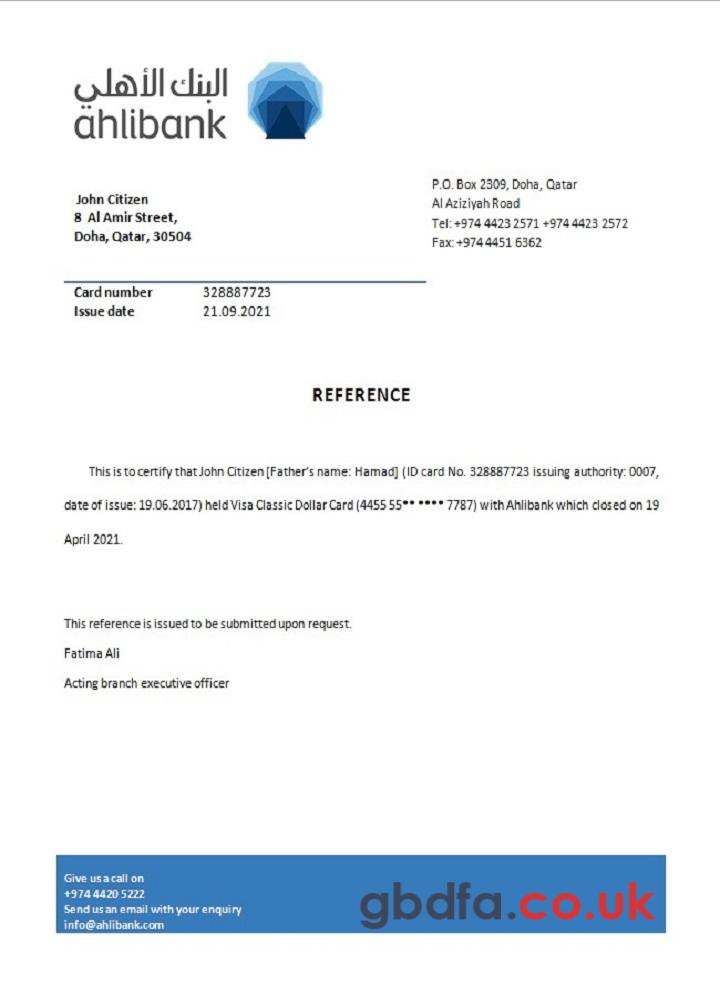 البنك الأهلي
ahlibank
John Citizen
8 Al Amir Street,
Doha, Qatar, 30504
P.O. Box 2309, Doha, Qatar
Al Aziziyah Road
Tel: +974 4423 2571 +974 4423 2572
Fax: +974 4451 6362
Card number 328887723
Issue date 21.09.2021
REFERENCE
This is to certify that John Citizen [Father's name: Hamad] (ID card No. 328887723 issuing authority: 0007,
date of issue: 19.06.2017) held Visa Classic Dollar Card (4455 55** **** 7787) with Ahlibank which closed on 19
April 2021.
This reference is issued to be submitted upon request.
Fatima Ali
Acting branch executive officer
Give us a call on
+974 4420 5222
Send us an email with your enquiry
info@ahlibank.com
gbdfa.co.uk